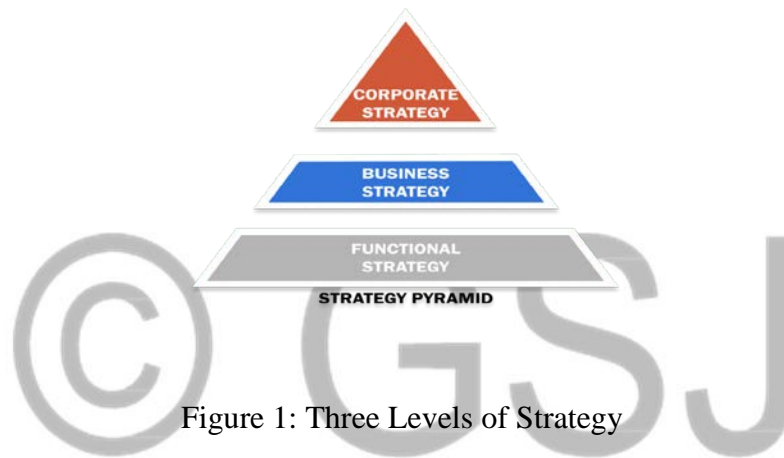 CORPORATE
STRATEGY
BUSINESS
STRATEGY
FUNCTIONAL
STRATEGY
STRATEGY PYRAMID
© GSJ
Figure 1: Three Levels of Strategy